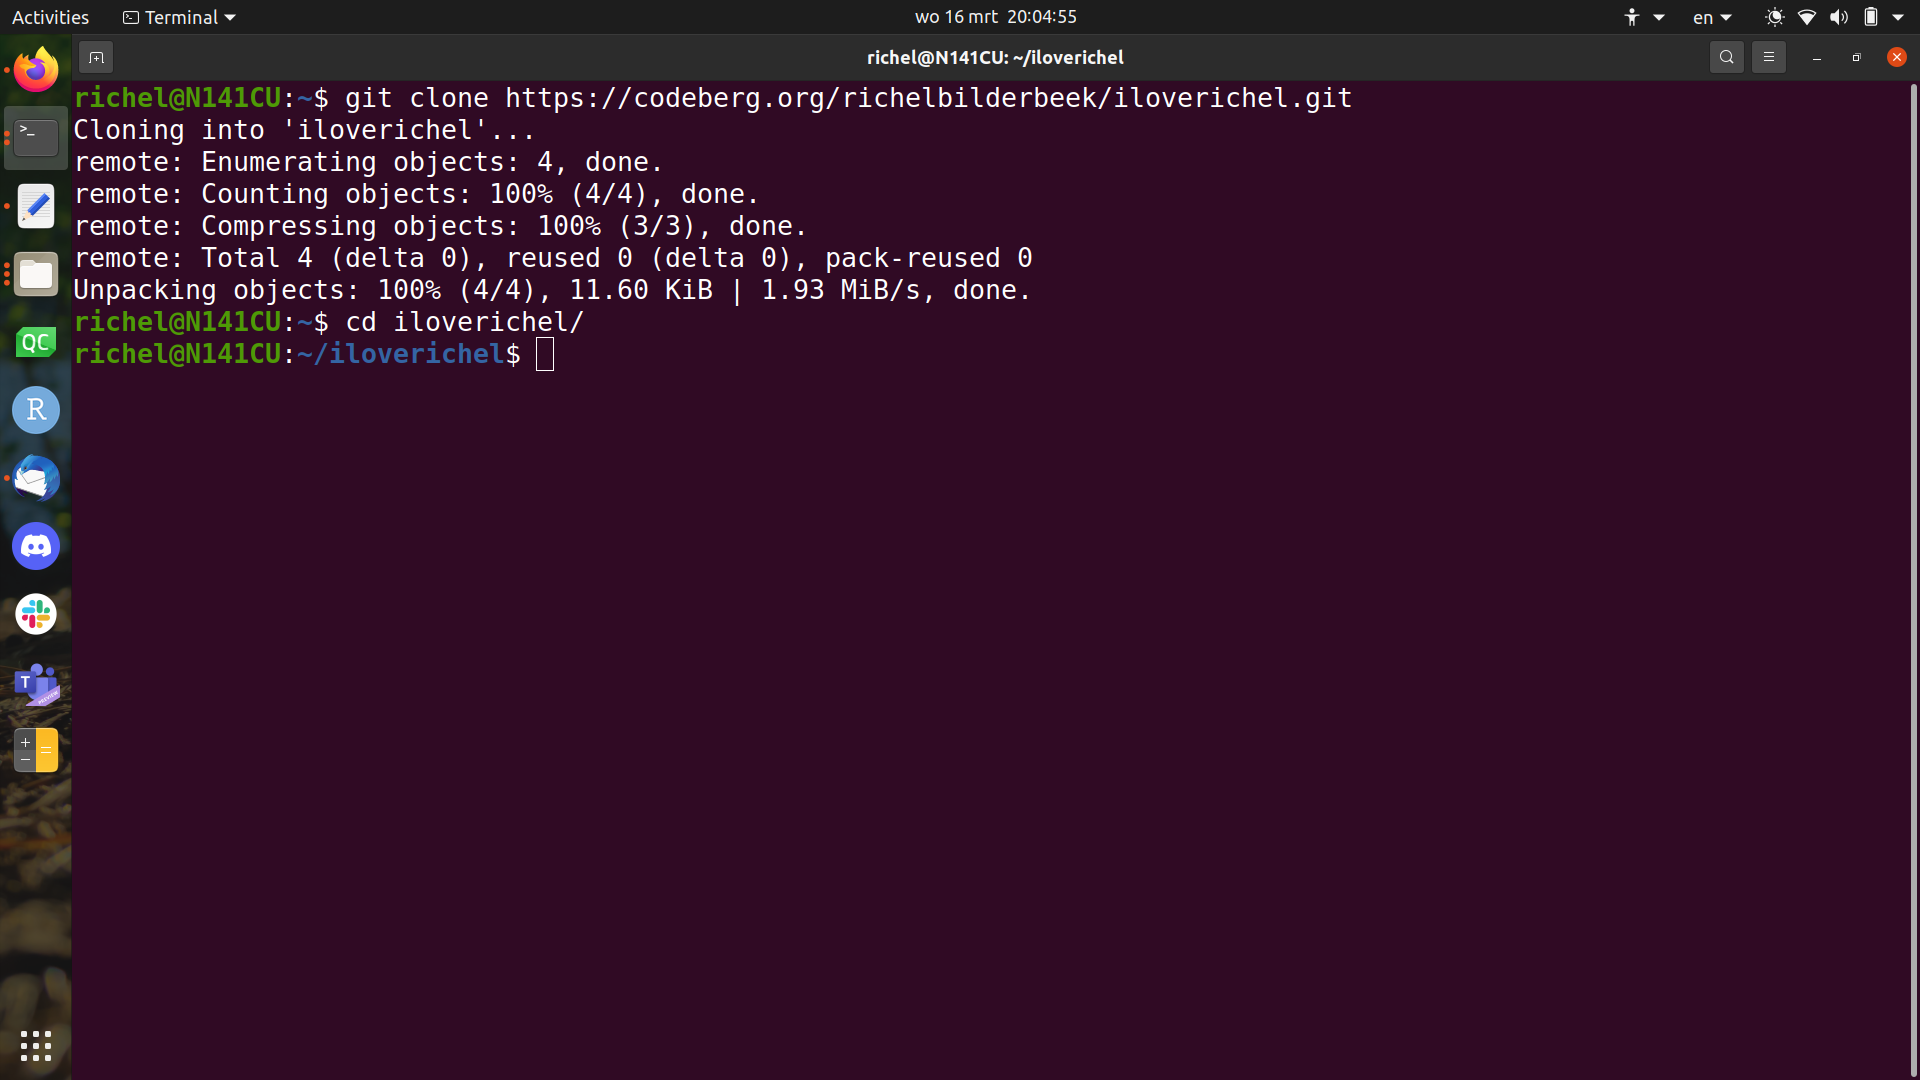 Activities Terminal wo 16 mrt 20:04:55 en
richel@N141CU: ~/iloverichel
richel@N141CU:~$ git clone https://codeberg.org/richelbilderbeek/iloverichel.git
Cloning into 'iloverichel'...
remote: Enumerating objects: 4, done.
remote: Counting objects: 100% (4/4), done.
remote: Compressing objects: 100% (3/3), done.
remote: Total 4 (delta 0), reused 0 (delta 0), pack-reused 0
Unpacking objects: 100% (4/4), 11.60 KiB | 1.93 MiB/s, done.
richel@N141CU:~$ cd iloverichel/
richel@N141CU:~/iloverichel$
>_
QC
R
T
PREVIEW